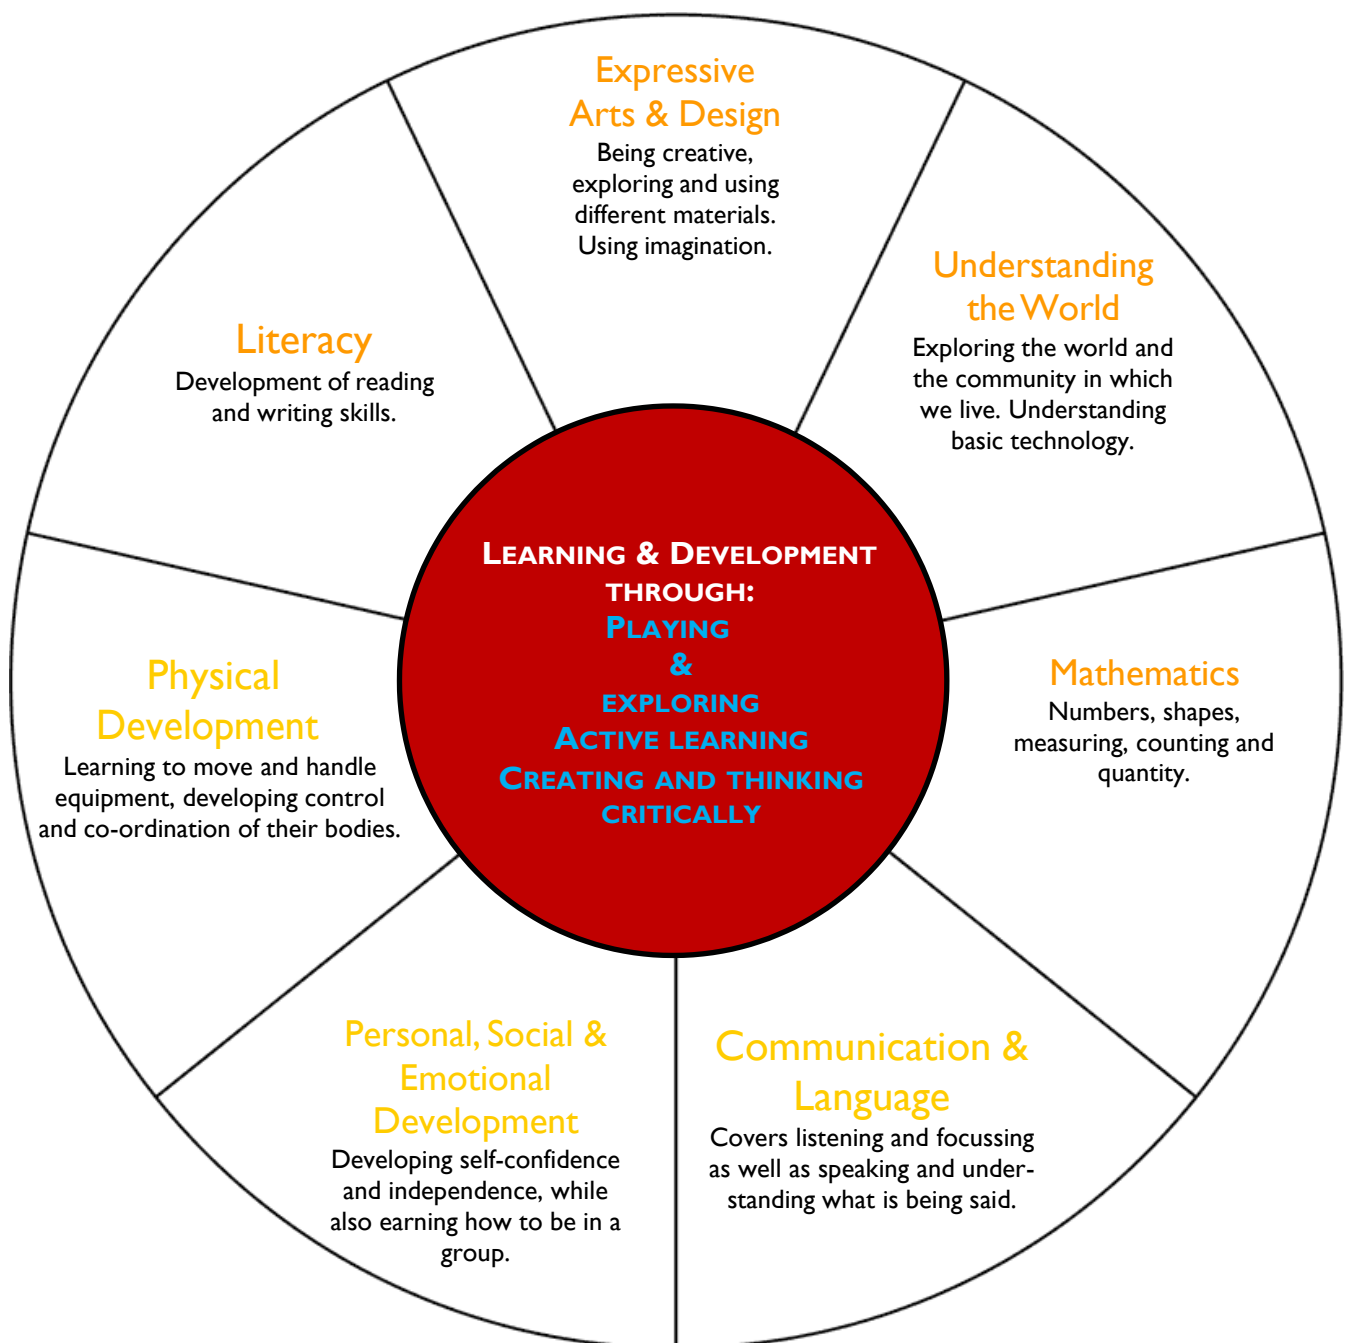 Expressive
Arts & Design
Being creative,
exploring and using
different materials.
Using imagination.
Understanding
the World
Exploring the world and
the community in which
we live. Understanding
basic technology.
Literacy
Development of reading
and writing skills.
LEARNING & DEVELOPMENT
THROUGH:
PLAYING
&
EXPLORING
ACTIVE LEARNING
CREATING AND THINKING
CRITICALLY
Mathematics
Numbers, shapes,
measuring, counting and
quantity.
Physical
Development
Learning to move and handle
equipment, developing control
and co-ordination of their bodies.
Personal, Social &
Emotional
Development
Developing self-confidence
and independence, while
also earning how to be in a
group.
Communication &
Language
Covers listening and focussing
as well as speaking and under-
standing what is being said.